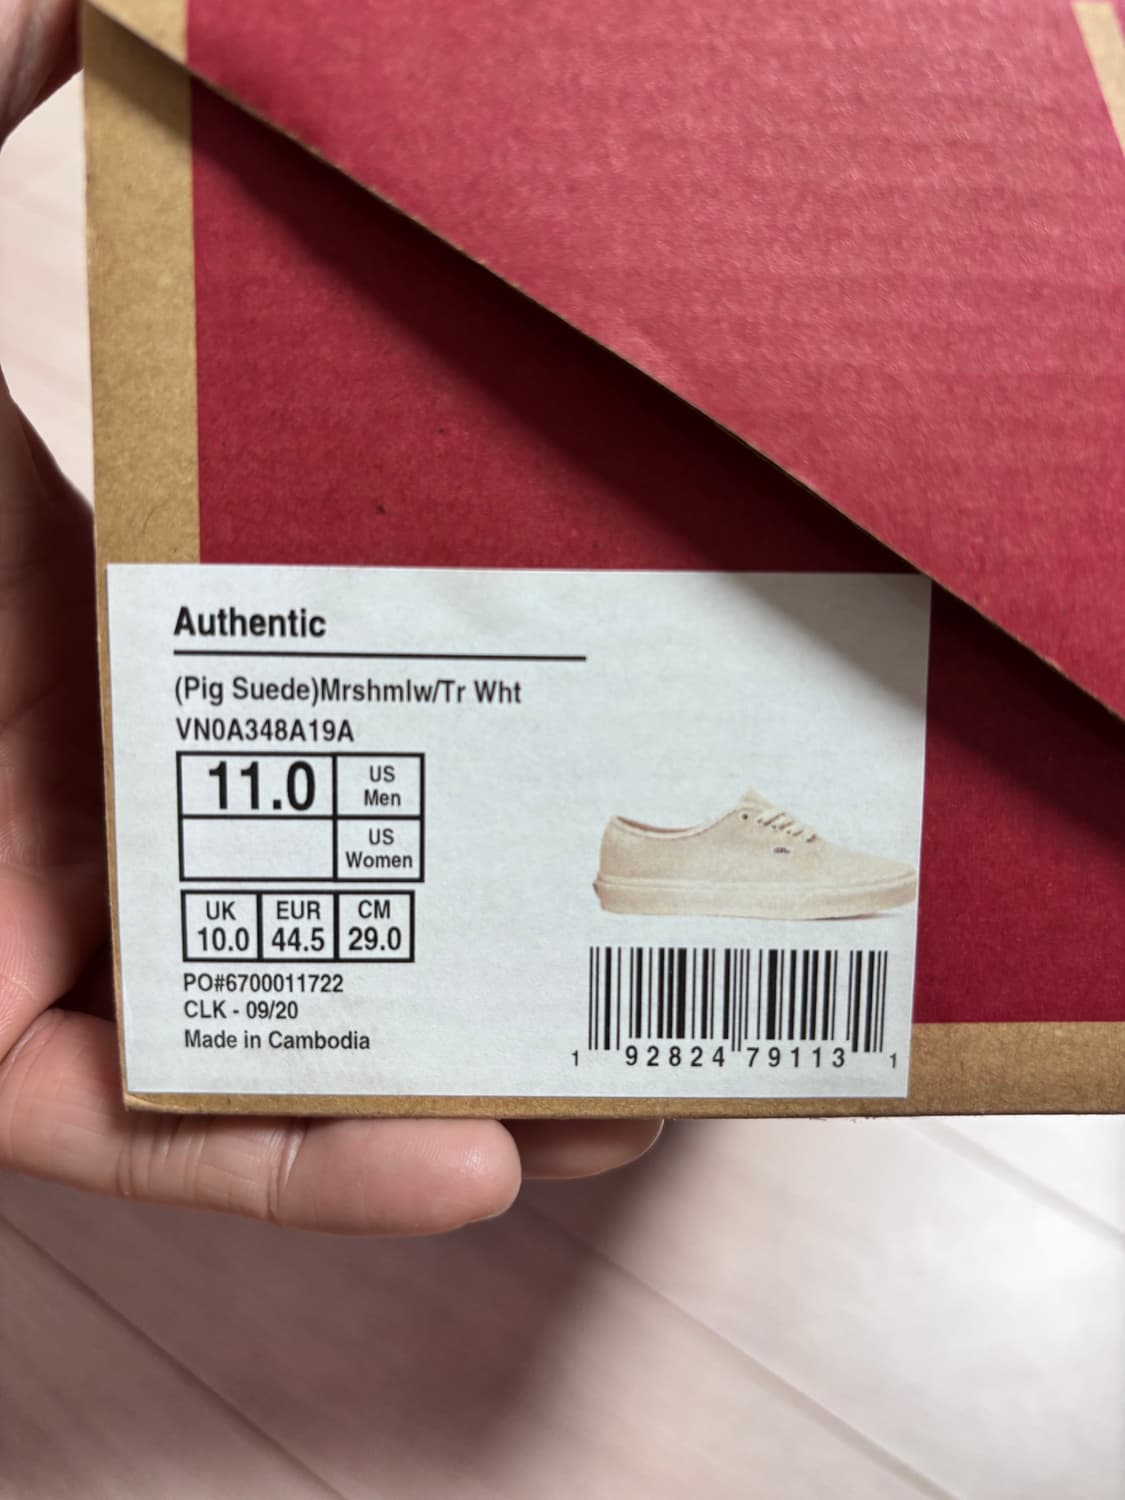 Authentic
(Pig Suede)Mrshmlw/Tr Wht
VN0A348A19A
11.0 US Men
US Women
UK EUR CM
10.0 44.5 29.0
PO#6700011722
CLK - 09/20
Made in Cambodia
1 92824 79113 1